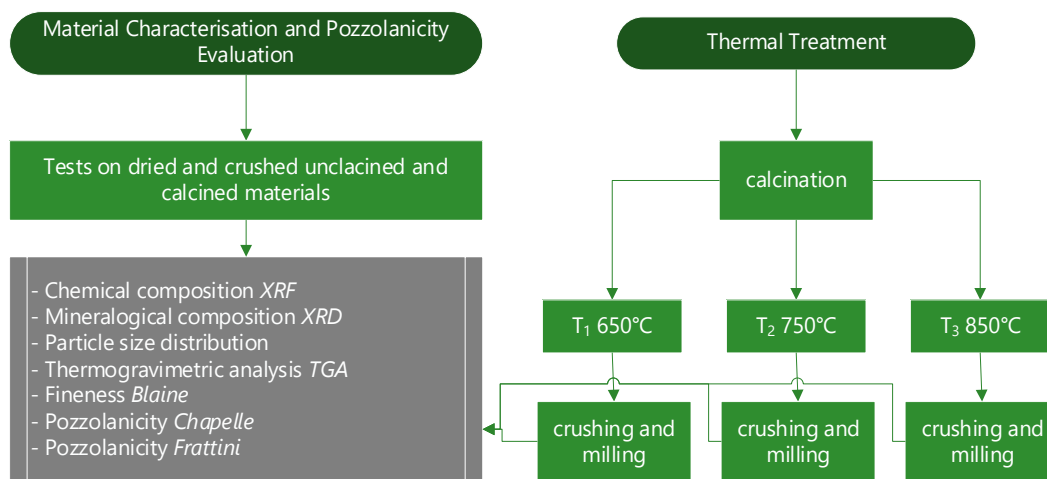 Material Characterisation and Pozzolanicity
Evaluation
Tests on dried and crushed unclacined and
calcined materials
- Chemical composition XRF
- Mineralogical composition XRD
- Particle size distribution
- Thermogravimetric analysis TGA
- Fineness Blaine
- Pozzolanicity Chapelle
- Pozzolanicity Frattini
Thermal Treatment
calcination
T₁ 650°C
T₂ 750°C
T₃ 850°C
crushing and
milling
crushing and
milling
crushing and
milling